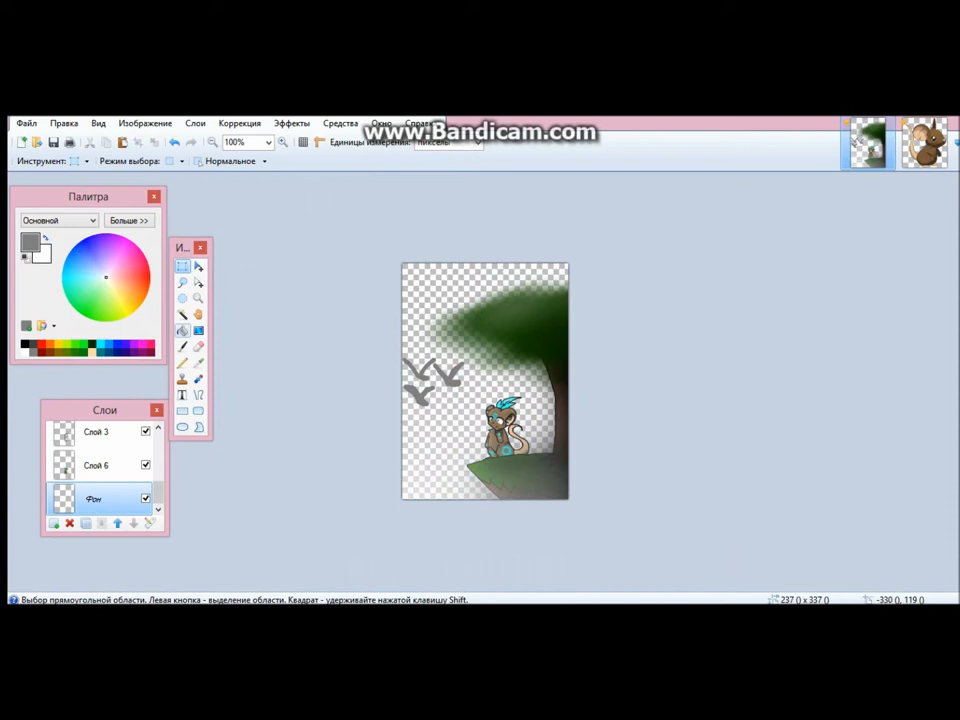 www.Bandicam.com
Файл Правка Вид Изображение Слои Коррекция Эффекты Средства Окно
100% Единицы измерения: пиксели
Инструмент: Режим выбора: Нормальное
Палитра
Основной Больше >>
И...
Слои
Слой 3
Слой 6
Фон
Выбор прямоугольной области. Левая кнопка - выделение области. Квадрат - удерживайте нажатой клавишу Shift. 237 () x 337 () -330 (), 119 ()